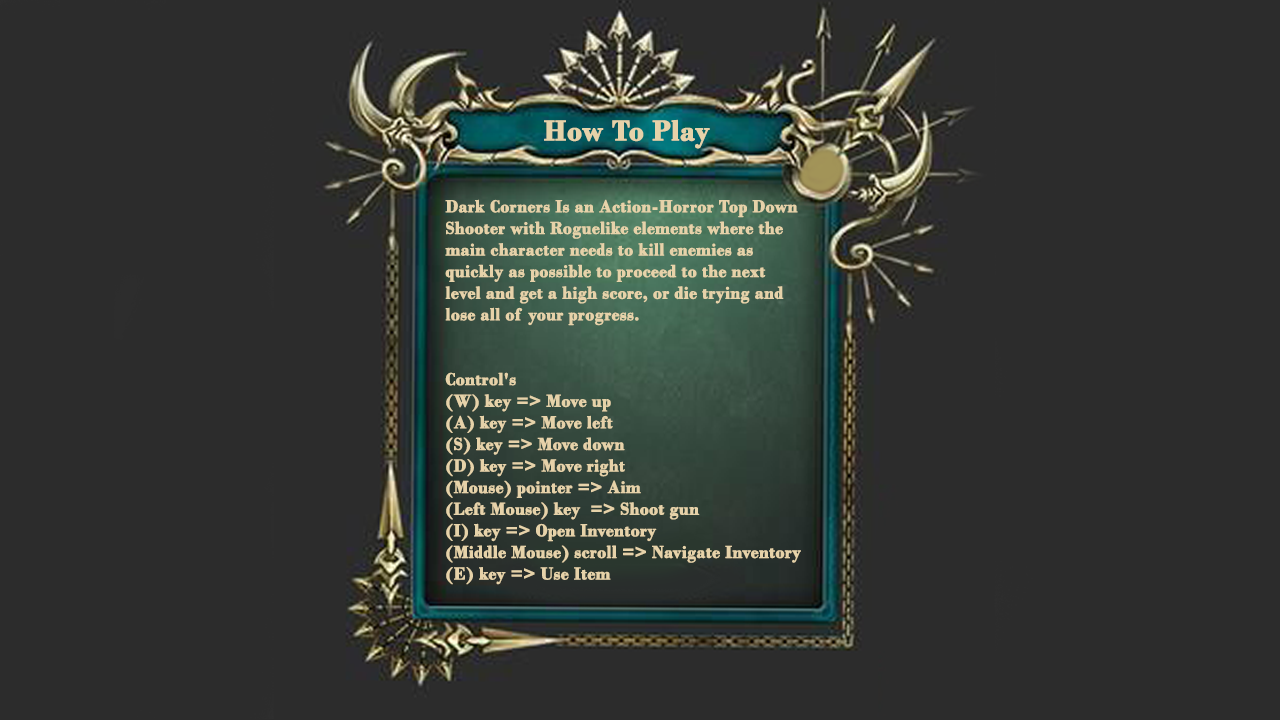 How To Play
Dark Corners Is an Action-Horror Top Down
Shooter with Roguelike elements where the
main character needs to kill enemies as
quickly as possible to proceed to the next
level and get a high score, or die trying and
lose all of your progress.
Control's
(W) key => Move up
(A) key => Move left
(S) key => Move down
(D) key => Move right
(Mouse) pointer => Aim
(Left Mouse) key  => Shoot gun
(I) key => Open Inventory
(Middle Mouse) scroll => Navigate Inventory
(E) key => Use Item